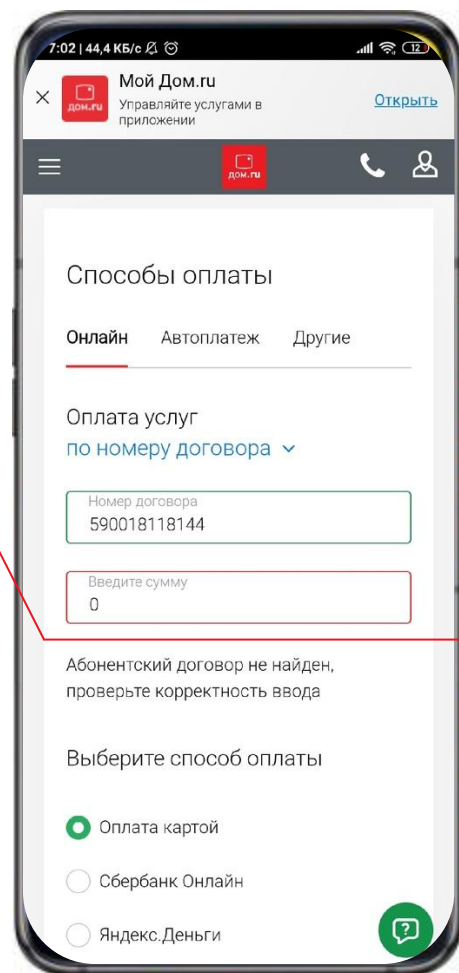 7:02 | 44,4 КБ/с
12
Мой Дом.ru
Управляйте услугами в
приложении
Открыть
ДОМ.ru
ДОМ.ru
Способы оплаты
Онлайн Автоплатеж Другие
Оплата услуг
по номеру договора
Номер договора
590018118144
Введите сумму
0
Абонентский договор не найден,
проверьте корректность ввода
Выберите способ оплаты
Оплата картой
Сбербанк Онлайн
Яндекс.Деньги
?